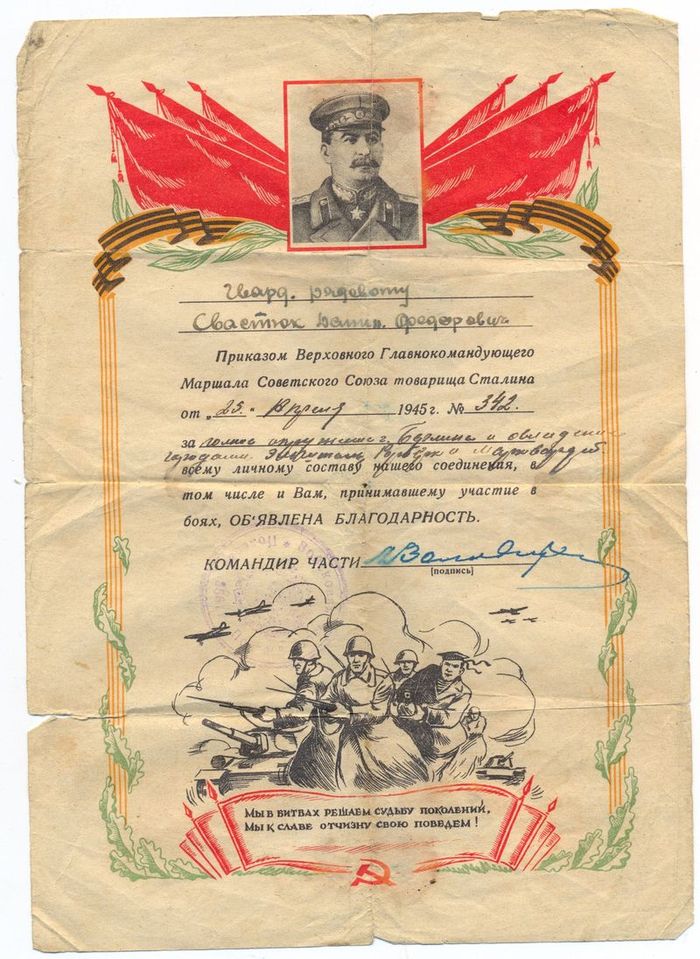 Гвард. рядовому
Свастюк Федорович
Приказом Верховного Главнокомандующего
Маршала Советского Союза товарища Сталина
от „25“ Апреля 1945 г. № 342.
за полное окружение г. Берлина и овладение
городами
всему личному составу нашего соединения, в
том числе и Вам, принимавшему участие в
боях, ОБ'ЯВЛЕНА БЛАГОДАРНОСТЬ.
КОМАНДИР ЧАСТИ
(подпись)
МЫ В БИТВАХ РЕШАЕМ СУДЬБУ ПОКОЛЕНИЙ,
МЫ К СЛАВЕ ОТЧИЗНУ СВОЮ ПОВЕДЕМ!